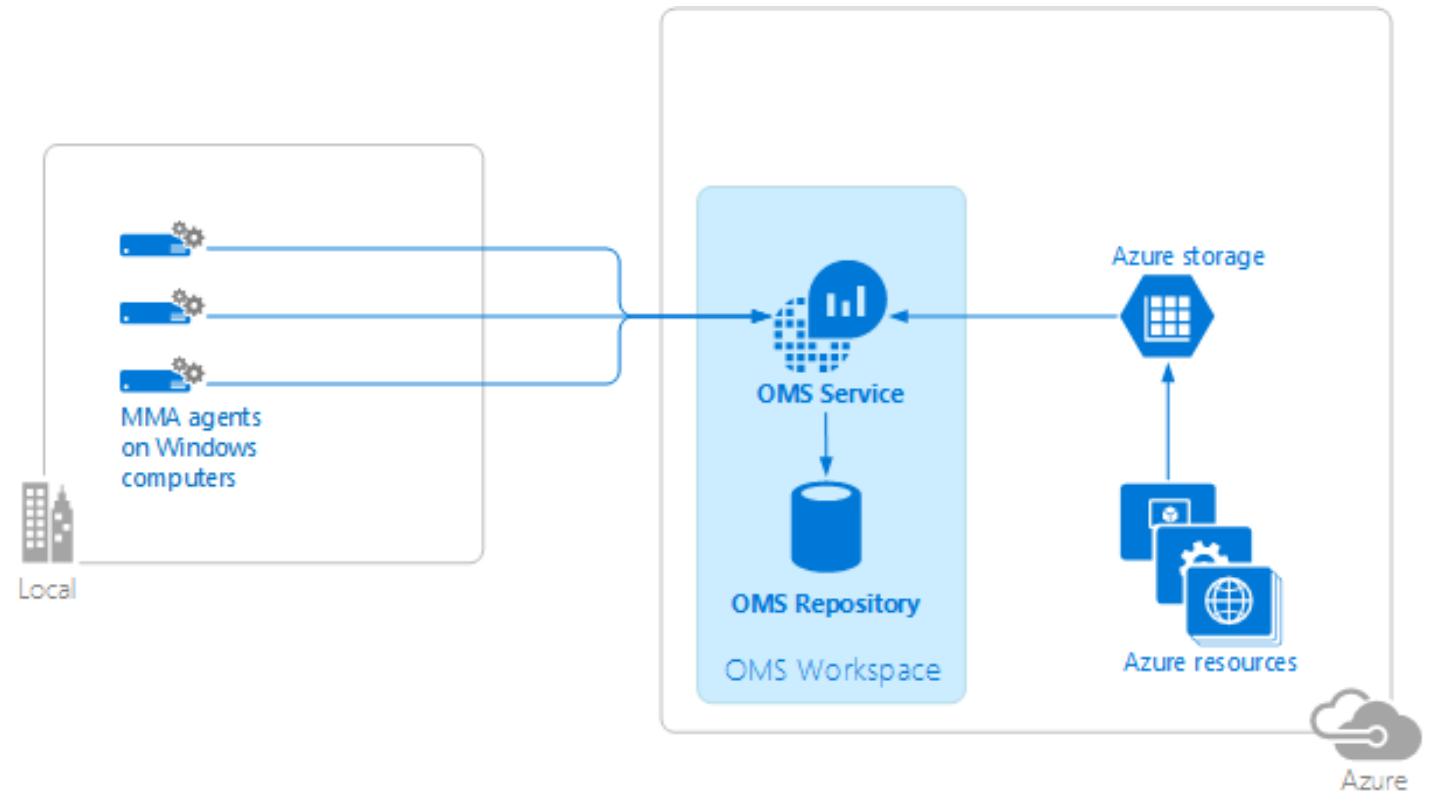 Azure storage
OMS Service
MMA agents
on Windows
computers
Local
OMS Repository
OMS Workspace
Azure resources
Azure